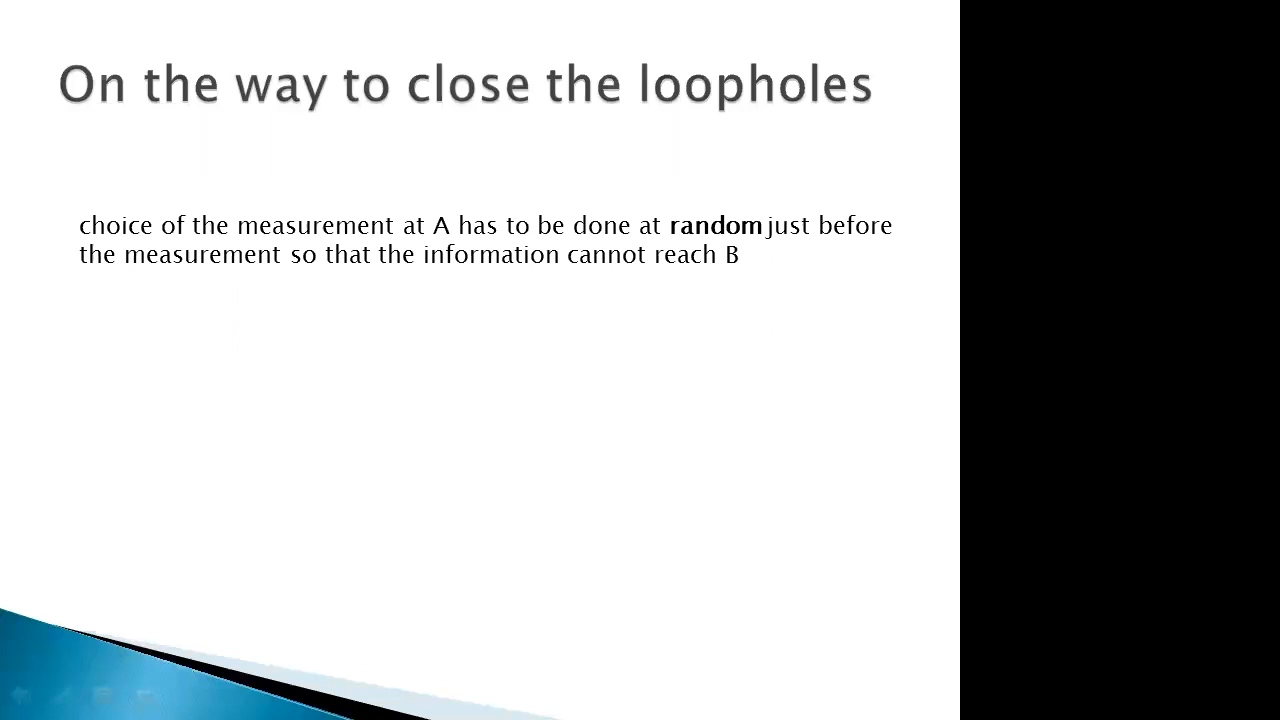 On the way to close the loopholes
choice of the measurement at A has to be done at random just before
the measurement so that the information cannot reach B